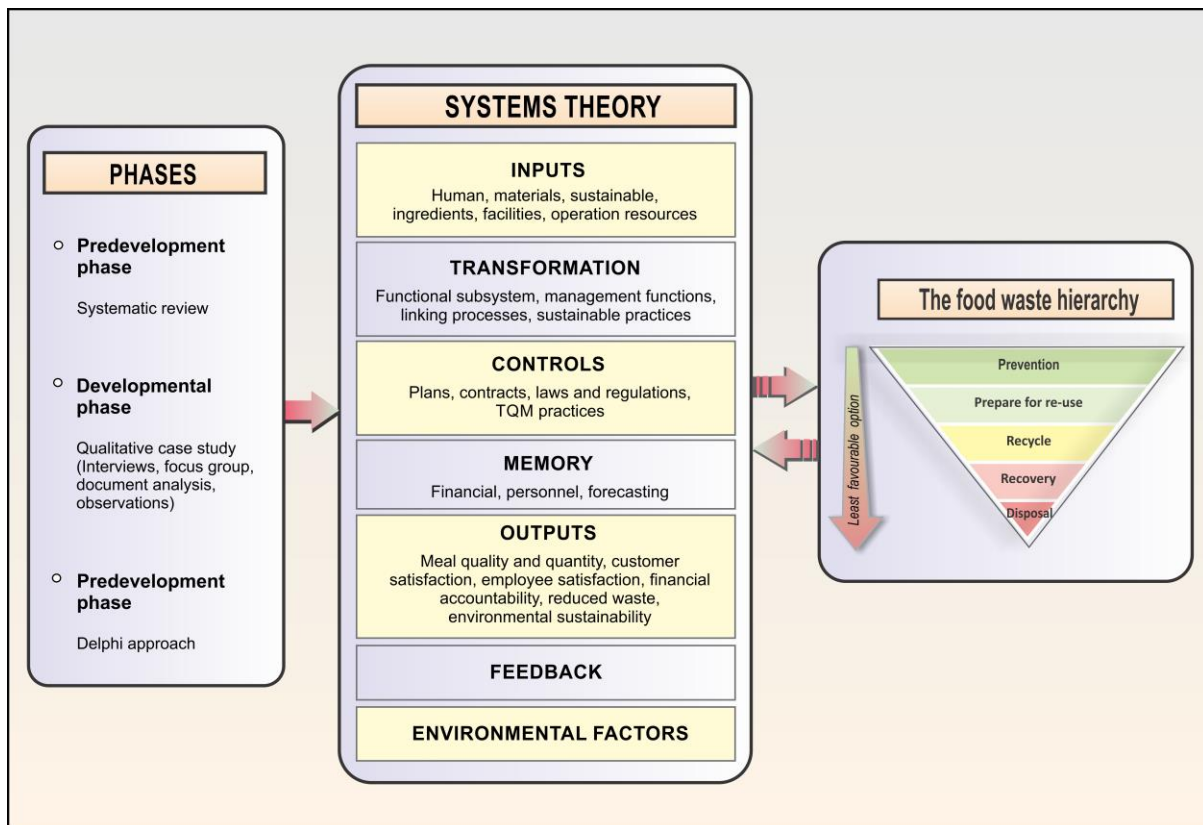 PHASES
Predevelopment
phase
Systematic review
Developmental
phase
Qualitative case study
(Interviews, focus group,
document analysis,
observations)
Predevelopment
phase
Delphi approach
SYSTEMS THEORY
INPUTS
Human, materials, sustainable,
ingredients, facilities, operation resources
TRANSFORMATION
Functional subsystem, management functions,
linking processes, sustainable practices
CONTROLS
Plans, contracts, laws and regulations,
TQM practices
MEMORY
Financial, personnel, forecasting
OUTPUTS
Meal quality and quantity, customer
satisfaction, employee satisfaction, financial
accountability, reduced waste,
environmental sustainability
FEEDBACK
ENVIRONMENTAL FACTORS
The food waste hierarchy
Least favourable option
Prevention
Prepare for re-use
Recycle
Recovery
Disposal